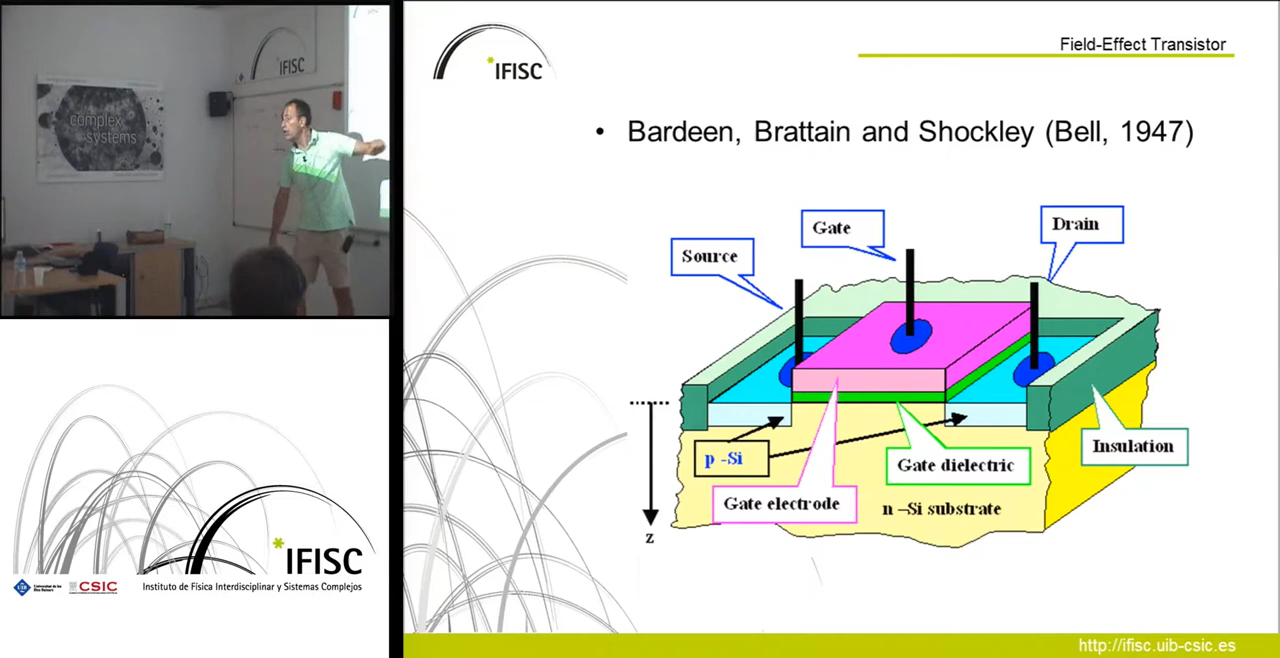 IFISC
complex
systems
IFISC
Instituto de Física Interdisciplinar y Sistemas Complejos
CSIC
IFISC
Field-Effect Transistor
• Bardeen, Brattain and Shockley (Bell, 1947)
Gate
Drain
Source
Insulation
p -Si
Gate dielectric
Gate electrode
n –Si substrate
z
http://ifisc.uib-csic.es